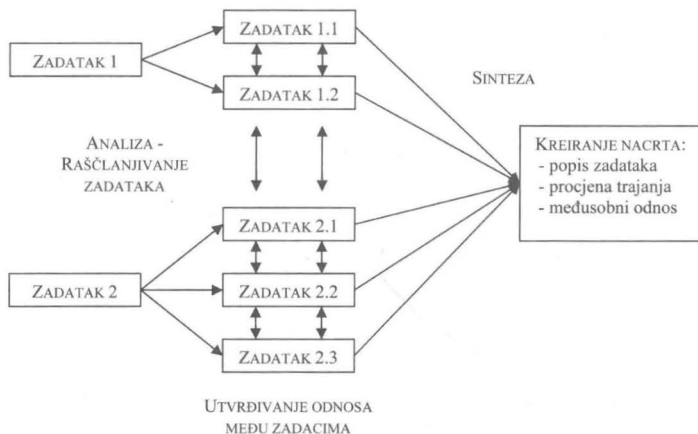 ZADATAK 1
ZADATAK 1.1
ZADATAK 1.2
SINTEZA
ANALIZA -
RAŠČLANJIVANJE
ZADATAKA
KREIRANJE NACRTA:
- popis zadataka
- procjena trajanja
- međusobni odnos
ZADATAK 2.1
ZADATAK 2
ZADATAK 2.2
ZADATAK 2.3
UTVRĐIVANJE ODNOSA
MEĐU ZADACIMA